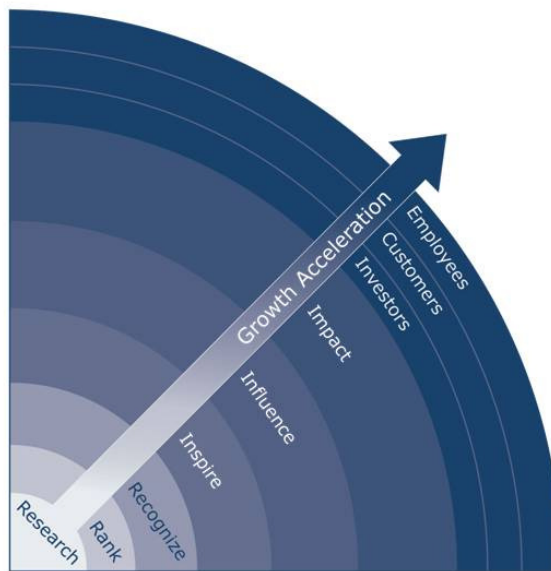 Growth Acceleration
Employees
Customers
Investors
Impact
Influence
Inspire
Recognize
Rank
Research